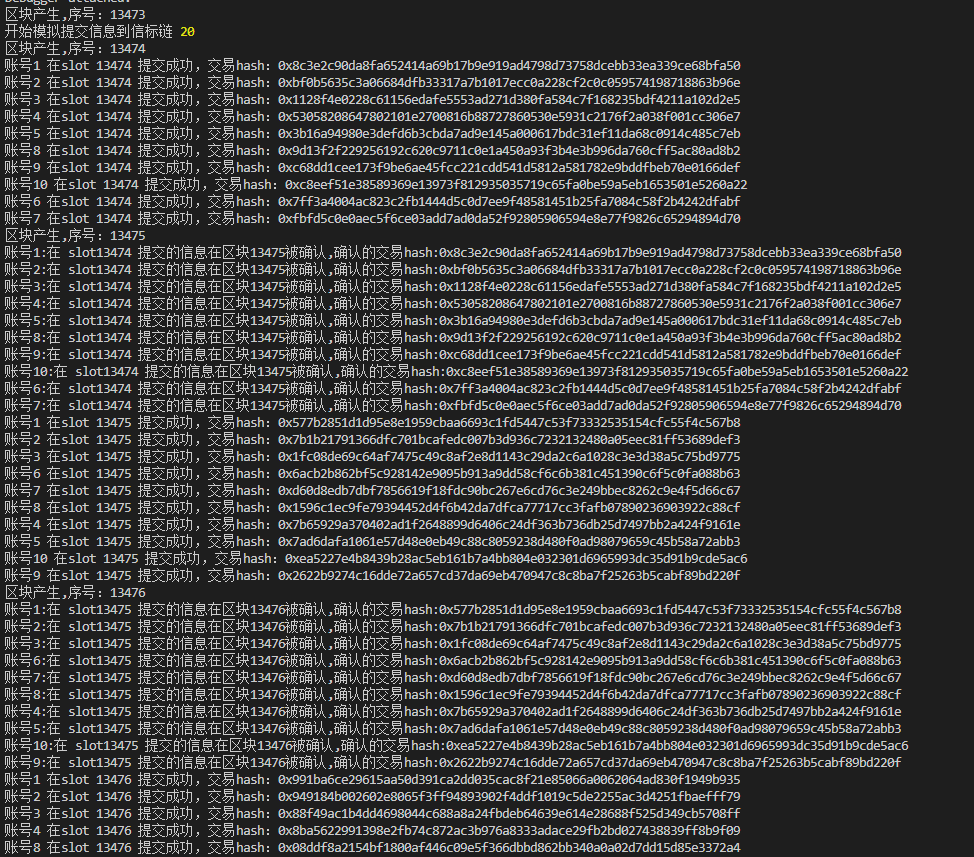 Debugger attached.
区块产生,序号: 13473
开始模拟提交信息到信标链 20
区块产生,序号: 13474
账号1 在slot 13474 提交成功, 交易hash: 0x8c3e2c90da8fa652414a69b17b9e919ad4798d73758dcebb33ea339ce68bfa50
账号2 在slot 13474 提交成功, 交易hash: 0xbf0b5635c3a06684dfb33317a7b1017ecc0a228cf2c0c059574198718863b96e
账号3 在slot 13474 提交成功, 交易hash: 0x1128f4e0228c61156edafe5553ad271d380fa584c7f168235bdf4211a102d2e5
账号4 在slot 13474 提交成功, 交易hash: 0x53058208647802101e2700816b88727860530e5931c2176f2a038f001cc306e7
账号5 在slot 13474 提交成功, 交易hash: 0x3b16a94980e3defd6b3cbda7ad9e145a000617bdc31ef11da68c0914c485c7eb
账号8 在slot 13474 提交成功, 交易hash: 0x9d13f2f229256192c620c9711c0e1a450a93f3b4e3b996da760cff5ac80ad8b2
账号9 在slot 13474 提交成功, 交易hash: 0xc68dd1cee173f9be6ae45fcc221cdd541d5812a581782e9bddfbeb70e0166def
账号10 在slot 13474 提交成功, 交易hash: 0xc8eef51e38589369e13973f812935035719c65fa0be59a5eb1653501e5260a22
账号6 在slot 13474 提交成功, 交易hash: 0x7ff3a4004ac823c2fb1444d5c0d7ee9f48581451b25fa7084c58f2b4242dfabf
账号7 在slot 13474 提交成功, 交易hash: 0xfbfd5c0e0aec5f6ce03add7ad0da52f92805906594e8e77f9826c65294894d70
区块产生,序号: 13475
账号1:在 slot13474 提交的信息在区块13475被确认,确认的交易hash:0x8c3e2c90da8fa652414a69b17b9e919ad4798d73758dcebb33ea339ce68bfa50
账号2:在 slot13474 提交的信息在区块13475被确认,确认的交易hash:0xbf0b5635c3a06684dfb33317a7b1017ecc0a228cf2c0c059574198718863b96e
账号3:在 slot13474 提交的信息在区块13475被确认,确认的交易hash:0x1128f4e0228c61156edafe5553ad271d380fa584c7f168235bdf4211a102d2e5
账号4:在 slot13474 提交的信息在区块13475被确认,确认的交易hash:0x53058208647802101e2700816b88727860530e5931c2176f2a038f001cc306e7
账号5:在 slot13474 提交的信息在区块13475被确认,确认的交易hash:0x3b16a94980e3defd6b3cbda7ad9e145a000617bdc31ef11da68c0914c485c7eb
账号8:在 slot13474 提交的信息在区块13475被确认,确认的交易hash:0x9d13f2f229256192c620c9711c0e1a450a93f3b4e3b996da760cff5ac80ad8b2
账号9:在 slot13474 提交的信息在区块13475被确认,确认的交易hash:0xc68dd1cee173f9be6ae45fcc221cdd541d5812a581782e9bddfbeb70e0166def
账号10:在 slot13474 提交的信息在区块13475被确认,确认的交易hash:0xc8eef51e38589369e13973f812935035719c65fa0be59a5eb1653501e5260a22
账号6:在 slot13474 提交的信息在区块13475被确认,确认的交易hash:0x7ff3a4004ac823c2fb1444d5c0d7ee9f48581451b25fa7084c58f2b4242dfabf
账号7:在 slot13474 提交的信息在区块13475被确认,确认的交易hash:0xfbfd5c0e0aec5f6ce03add7ad0da52f92805906594e8e77f9826c65294894d70
账号1 在slot 13475 提交成功, 交易hash: 0x577b2851d1d95e8e1959cbaa6693c1fd5447c53f73332535154cfc55f4c567b8
账号2 在slot 13475 提交成功, 交易hash: 0x7b1b21791366dfc701bcafedc007b3d936c7232132480a05eec81ff53689def3
账号3 在slot 13475 提交成功, 交易hash: 0x1fc08de69c64af7475c49c8af2e8d1143c29da2c6a1028c3e3d38a5c75bd9775
账号6 在slot 13475 提交成功, 交易hash: 0x6acb2b862bf5c928142e9095b913a9dd58cf6c6b381c451390c6f5c0fa088b63
账号7 在slot 13475 提交成功, 交易hash: 0xd60d8edb7dbf7856619f18fdc90bc267e6cd76c3e249bbec8262c9e4f5d66c67
账号8 在slot 13475 提交成功, 交易hash: 0x1596c1ec9fe79394452d4f6b42da7dfca77717cc3fafb07890236903922c88cf
账号4 在slot 13475 提交成功, 交易hash: 0x7b65929a370402ad1f2648899d6406c24df363b736db25d7497bb2a424f9161e
账号5 在slot 13475 提交成功, 交易hash: 0x7ad6dafa1061e57d48e0eb49c88c8059238d480f0ad98079659c45b58a72abb3
账号10 在slot 13475 提交成功, 交易hash: 0xea5227e4b8439b28ac5eb161b7a4bb804e032301d6965993dc35d91b9cde5ac6
账号9 在slot 13475 提交成功, 交易hash: 0x2622b9274c16dde72a657cd37da69eb470947c8c8ba7f25263b5cabf89bd220f
区块产生,序号: 13476
账号1:在 slot13475 提交的信息在区块13476被确认,确认的交易hash:0x577b2851d1d95e8e1959cbaa6693c1fd5447c53f73332535154cfc55f4c567b8
账号2:在 slot13475 提交的信息在区块13476被确认,确认的交易hash:0x7b1b21791366dfc701bcafedc007b3d936c7232132480a05eec81ff53689def3
账号3:在 slot13475 提交的信息在区块13476被确认,确认的交易hash:0x1fc08de69c64af7475c49c8af2e8d1143c29da2c6a1028c3e3d38a5c75bd9775
账号6:在 slot13475 提交的信息在区块13476被确认,确认的交易hash:0x6acb2b862bf5c928142e9095b913a9dd58cf6c6b381c451390c6f5c0fa088b63
账号7:在 slot13475 提交的信息在区块13476被确认,确认的交易hash:0xd60d8edb7dbf7856619f18fdc90bc267e6cd76c3e249bbec8262c9e4f5d66c67
账号8:在 slot13475 提交的信息在区块13476被确认,确认的交易hash:0x1596c1ec9fe79394452d4f6b42da7dfca77717cc3fafb07890236903922c88cf
账号4:在 slot13475 提交的信息在区块13476被确认,确认的交易hash:0x7b65929a370402ad1f2648899d6406c24df363b736db25d7497bb2a424f9161e
账号5:在 slot13475 提交的信息在区块13476被确认,确认的交易hash:0x7ad6dafa1061e57d48e0eb49c88c8059238d480f0ad98079659c45b58a72abb3
账号10:在 slot13475 提交的信息在区块13476被确认,确认的交易hash:0xea5227e4b8439b28ac5eb161b7a4bb804e032301d6965993dc35d91b9cde5ac6
账号9:在 slot13475 提交的信息在区块13476被确认,确认的交易hash:0x2622b9274c16dde72a657cd37da69eb470947c8c8ba7f25263b5cabf89bd220f
账号1 在slot 13476 提交成功, 交易hash: 0x991ba6ce29615aa50d391ca2dd035cac8f21e85066a0062064ad830f1949b935
账号2 在slot 13476 提交成功, 交易hash: 0x949184b002602e8065f3ff94893902f4ddf1019c5de2255ac3d4251fbaefff79
账号3 在slot 13476 提交成功, 交易hash: 0x88f49ac1b4dd4698044c688a8a24fbdeb64639e614e28688f525d349cb5708ff
账号4 在slot 13476 提交成功, 交易hash: 0x8ba5622991398e2fb74c872ac3b976a8333adace29fb2bd027438839ff8b9f09
账号8 在slot 13476 提交成功, 交易hash: 0x08ddf8a2154bf1800af446c09e5f366dbbd862bb340a0a02d7dd15d85e3372a4